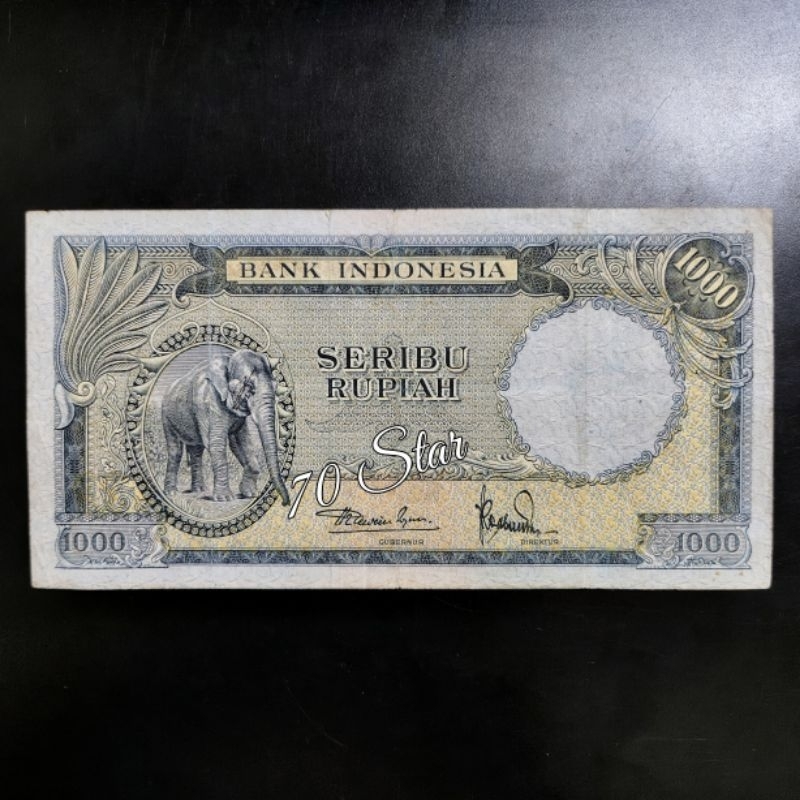 BANK INDONESIA
1000
SERIBU
RUPIAH
70 Star
GUBERNUR
DIREKTUR
1000
1000